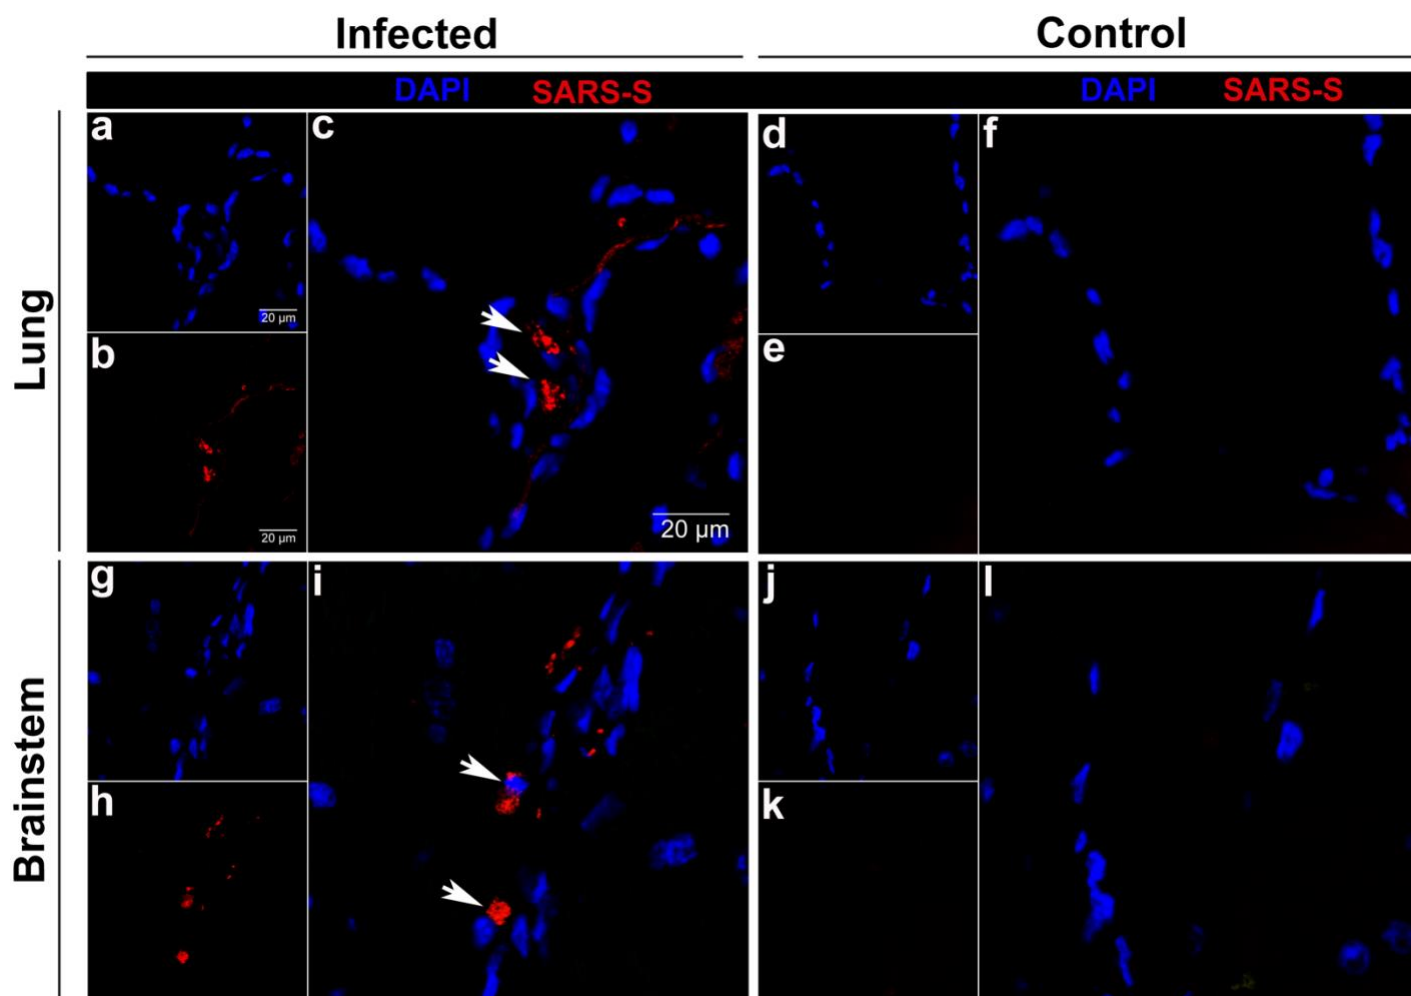 Infected
Control
DAPI SARS-S
DAPI SARS-S
Lung
a
20 µm
b
20 µm
c
20 µm
d
e
f
Brainstem
g
h
i
j
k
l